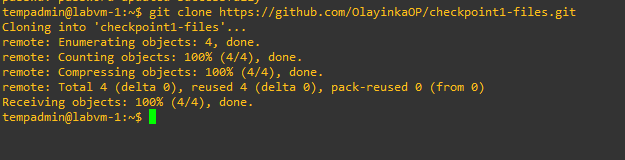 tempadmin@labvm-1:~$ git clone https://github.com/OlayinkaOP/checkpoint1-files.git
Cloning into 'checkpoint1-files'...
remote: Enumerating objects: 4, done.
remote: Counting objects: 100% (4/4), done.
remote: Compressing objects: 100% (4/4), done.
remote: Total 4 (delta 0), reused 4 (delta 0), pack-reused 0 (from 0)
Receiving objects: 100% (4/4), done.
tempadmin@labvm-1:~$